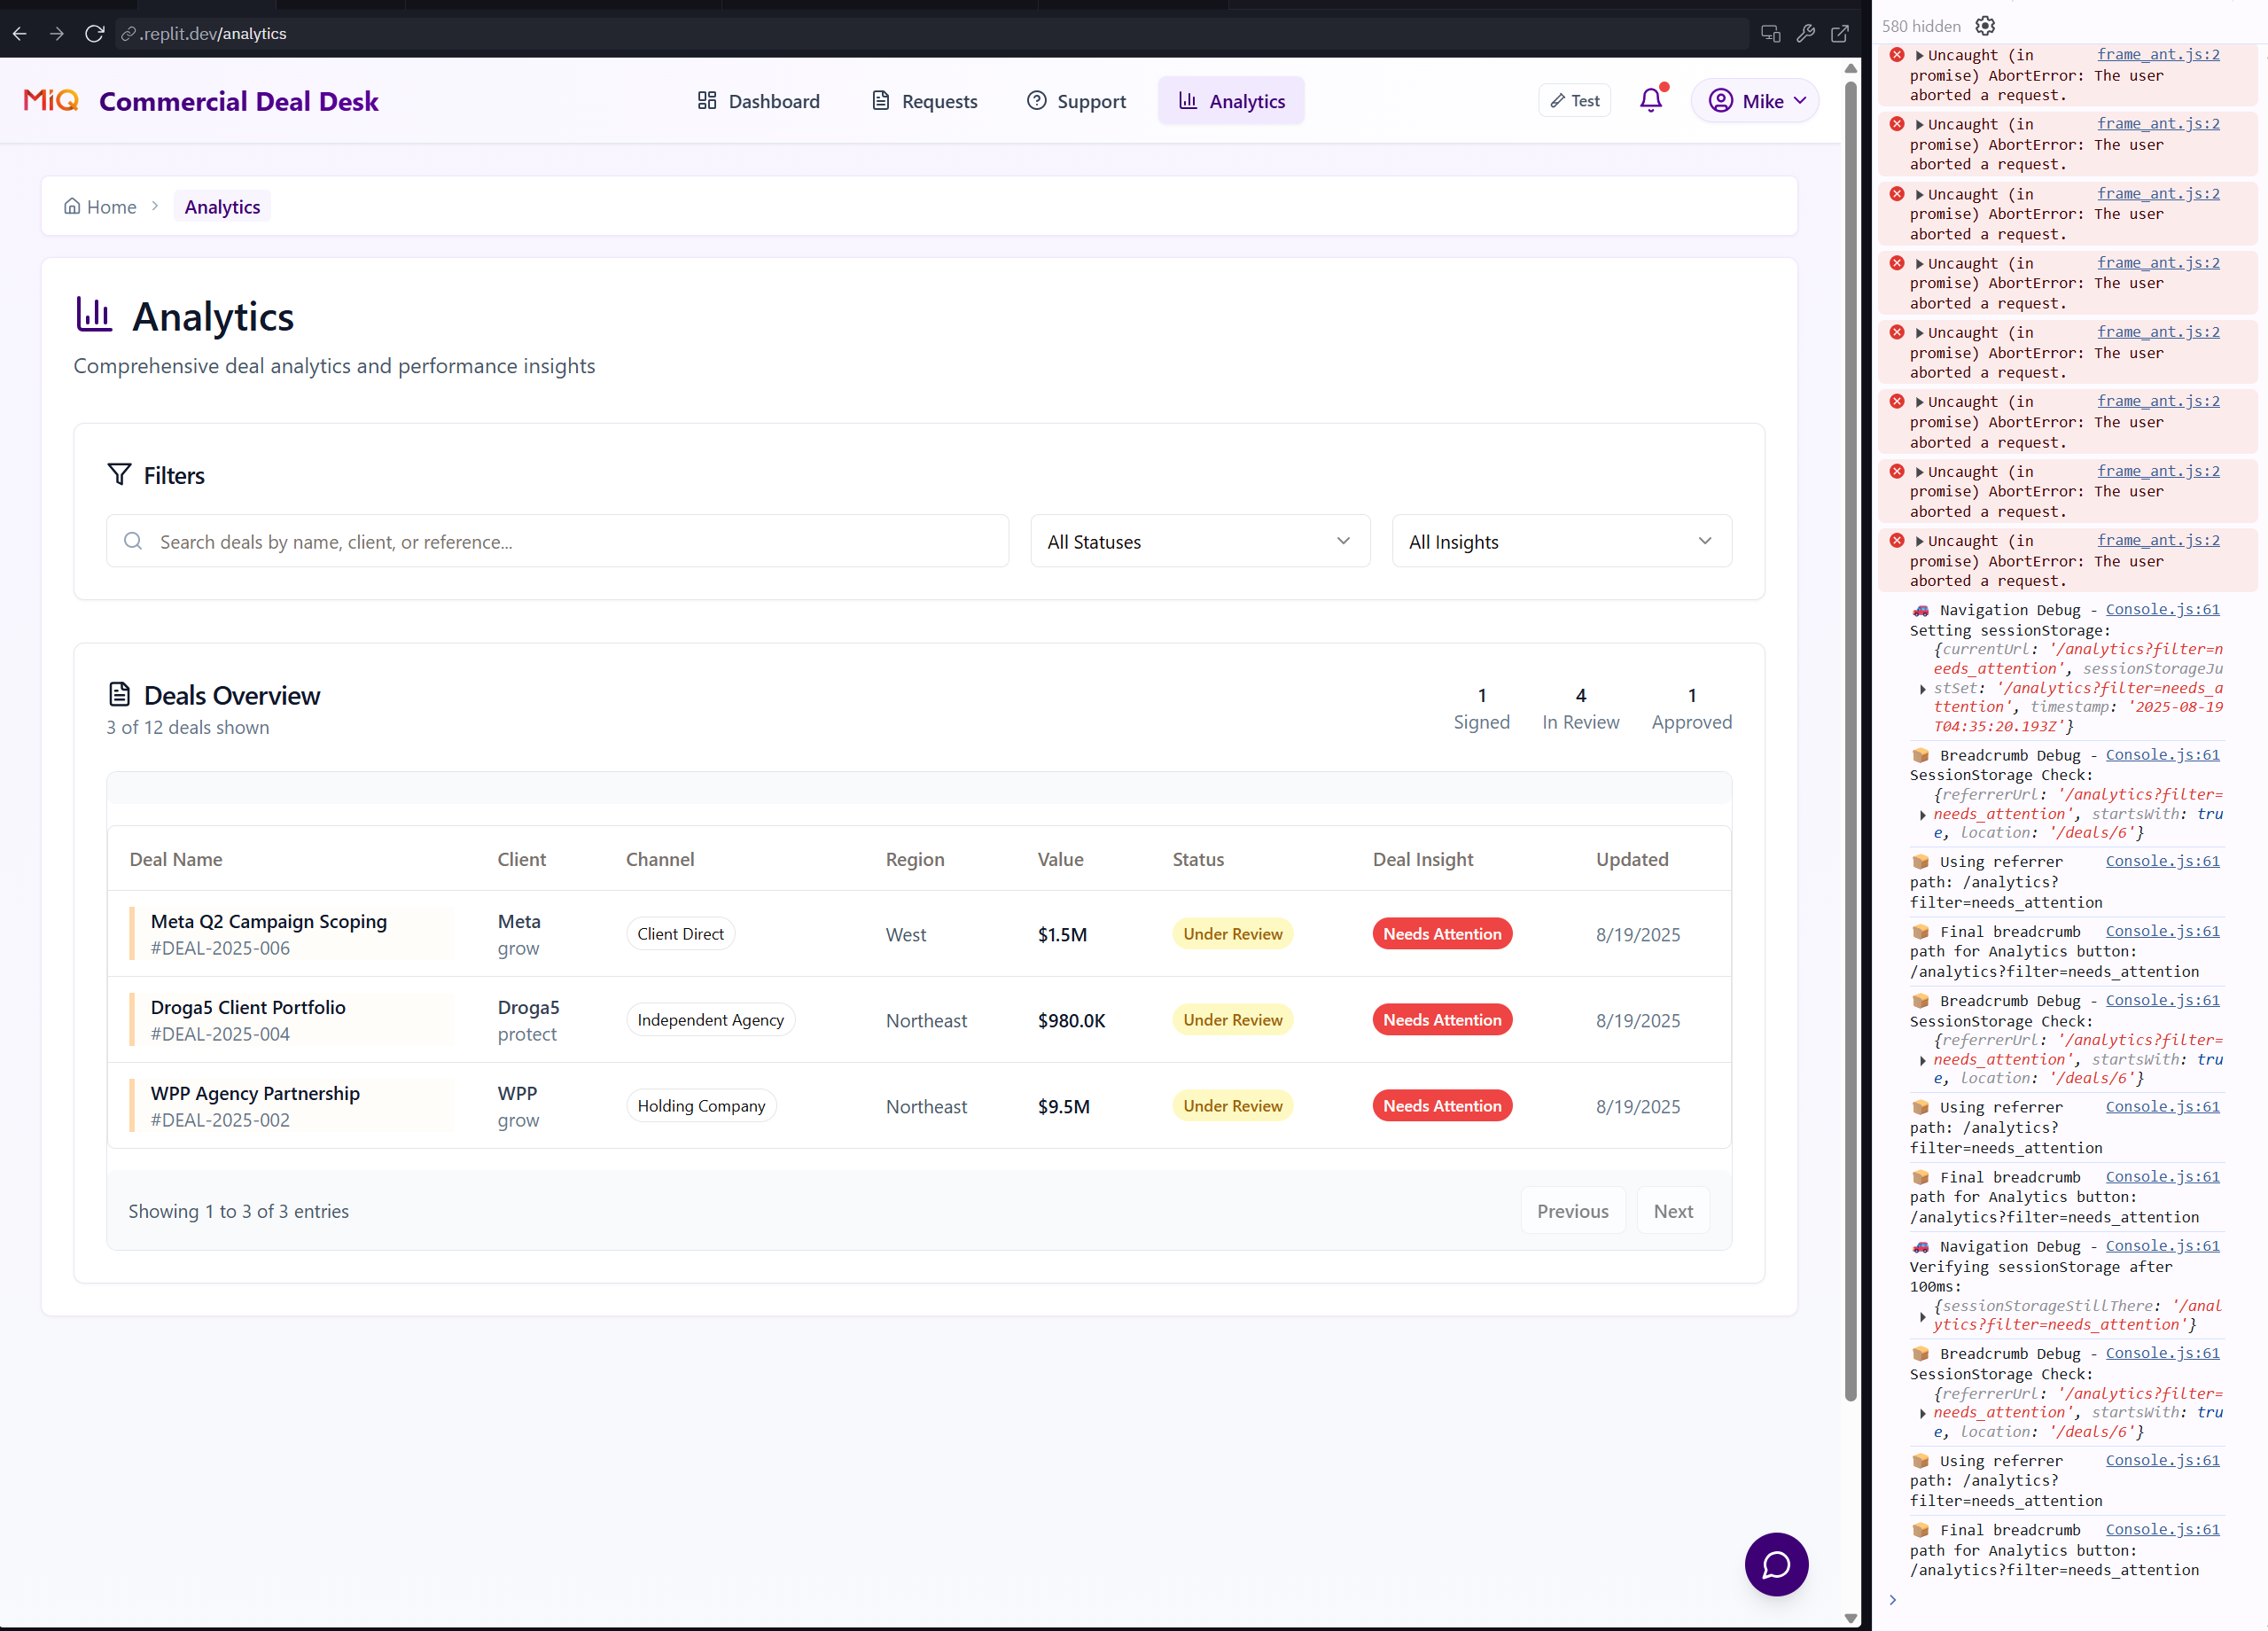 .replit.dev/analytics
MiQ Commercial Deal Desk
Dashboard
Requests
Support
Analytics
Test
Mike
Home > Analytics
Analytics
Comprehensive deal analytics and performance insights
Filters
Search deals by name, client, or reference...
All Statuses
All Insights
Deals Overview
3 of 12 deals shown
1 4 1
Signed In Review Approved
Deal Name Client Channel Region Value Status Deal Insight Updated
Meta Q2 Campaign Scoping
#DEAL-2025-006
Meta
grow
Client Direct West $1.5M Under Review Needs Attention 8/19/2025
Droga5 Client Portfolio
#DEAL-2025-004
Droga5
protect
Independent Agency Northeast $980.0K Under Review Needs Attention 8/19/2025
WPP Agency Partnership
#DEAL-2025-002
WPP
grow
Holding Company Northeast $9.5M Under Review Needs Attention 8/19/2025
Showing 1 to 3 of 3 entries
Previous
Next
580 hidden
Uncaught (in frame_ant.js:2
promise) AbortError: The user
aborted a request.
Uncaught (in frame_ant.js:2
promise) AbortError: The user
aborted a request.
Uncaught (in frame_ant.js:2
promise) AbortError: The user
aborted a request.
Uncaught (in frame_ant.js:2
promise) AbortError: The user
aborted a request.
Uncaught (in frame_ant.js:2
promise) AbortError: The user
aborted a request.
Uncaught (in frame_ant.js:2
promise) AbortError: The user
aborted a request.
Uncaught (in frame_ant.js:2
promise) AbortError: The user
aborted a request.
Uncaught (in frame_ant.js:2
promise) AbortError: The user
aborted a request.
🚗 Navigation Debug - Console.js:61
Setting sessionStorage:
{currentUrl: '/analytics?filter=n
eeds_attention', sessionStorageJu
stSet: '/analytics?filter=needs_a
ttention', timestamp: '2025-08-19
T04:35:20.193Z'}
📦 Breadcrumb Debug - Console.js:61
SessionStorage Check:
{referrerUrl: '/analytics?filter=
needs_attention', startsWith: tru
e, location: '/deals/6'}
📦 Using referrer Console.js:61
path: /analytics?
filter=needs_attention
📦 Final breadcrumb Console.js:61
path for Analytics button:
/analytics?filter=needs_attention
📦 Breadcrumb Debug - Console.js:61
SessionStorage Check:
{referrerUrl: '/analytics?filter=
needs_attention', startsWith: tru
e, location: '/deals/6'}
📦 Using referrer Console.js:61
path: /analytics?
filter=needs_attention
📦 Final breadcrumb Console.js:61
path for Analytics button:
/analytics?filter=needs_attention
🚗 Navigation Debug - Console.js:61
Verifying sessionStorage after
100ms:
{sessionStorageStillThere: '/anal
ytics?filter=needs_attention'}
📦 Breadcrumb Debug - Console.js:61
SessionStorage Check:
{referrerUrl: '/analytics?filter=
needs_attention', startsWith: tru
e, location: '/deals/6'}
📦 Using referrer Console.js:61
path: /analytics?
filter=needs_attention
📦 Final breadcrumb Console.js:61
path for Analytics button:
/analytics?filter=needs_attention